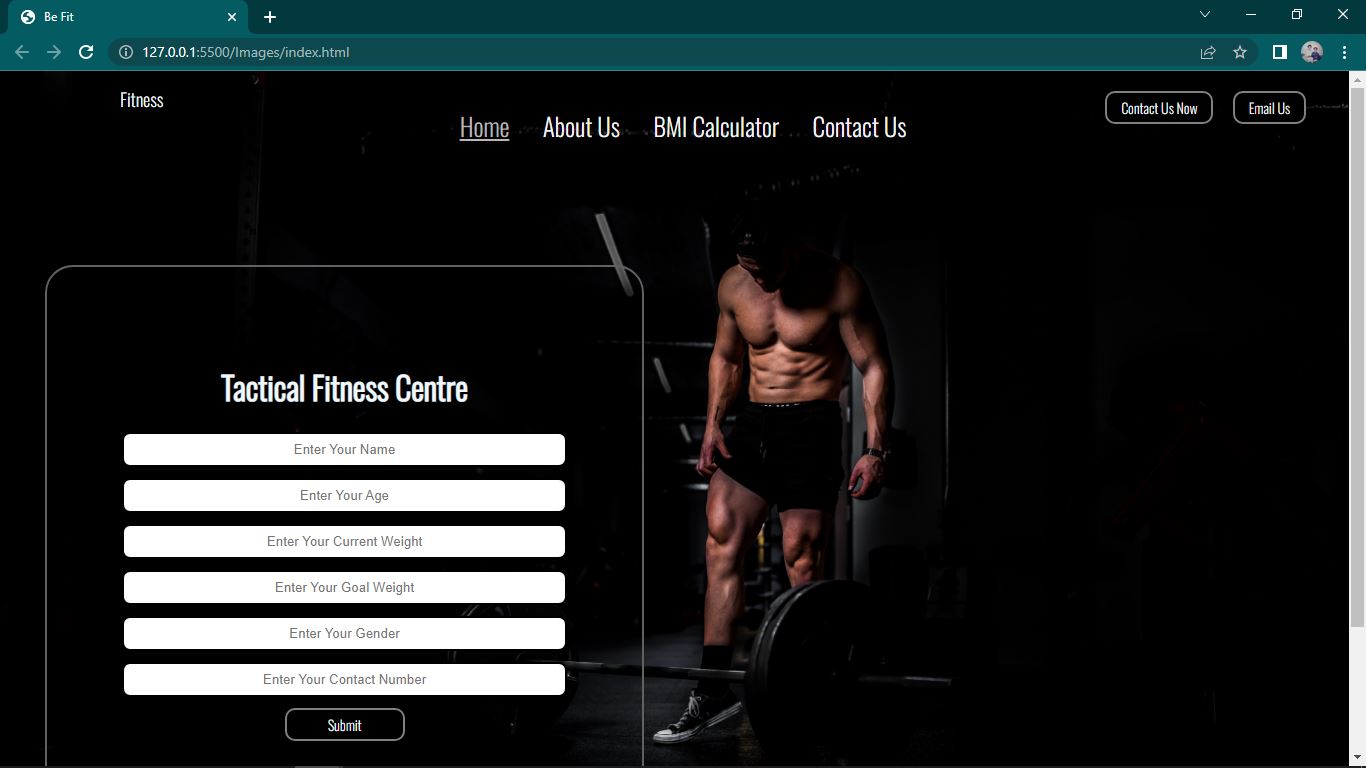 Be Fit
127.0.0.1:5500/Images/index.html
Fitness
Home About Us BMI Calculator Contact Us
Contact Us Now Email Us
Tactical Fitness Centre
Enter Your Name
Enter Your Age
Enter Your Current Weight
Enter Your Goal Weight
Enter Your Gender
Enter Your Contact Number
Submit